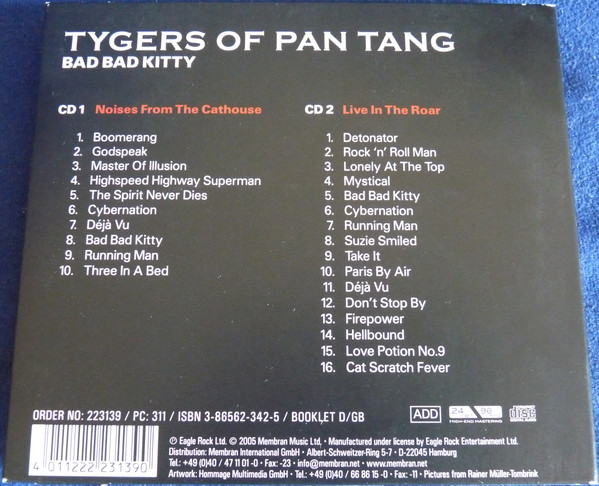 TYGERS OF PAN TANG
BAD BAD KITTY
CD 1 Noises From The Cathouse
1. Boomerang
2. Godspeak
3. Master Of Illusion
4. Highspeed Highway Superman
5. The Spirit Never Dies
6. Cybernation
7. Déjà Vu
8. Bad Bad Kitty
9. Running Man
10. Three In A Bed
CD 2 Live In The Roar
1. Detonator
2. Rock 'n' Roll Man
3. Lonely At The Top
4. Mystical
5. Bad Bad Kitty
6. Cybernation
7. Running Man
8. Suzie Smiled
9. Take It
10. Paris By Air
11. Déjà Vu
12. Don't Stop By
13. Firepower
14. Hellbound
15. Love Potion No.9
16. Cat Scratch Fever
ORDER NO: 223139 / PC: 311 / ISBN 3-86562-342-5 / BOOKLET D/GB
ADD
24 96
HIGH-END MASTERING
disc
4 011222 231390
℗ Eagle Rock Ltd. © 2005 Membran Music Ltd, • Manufactured under license by Eagle Rock Entertainment Ltd.
Distribution: Membran International GmbH • Albert-Schweitzer-Ring 5-7 • D-22045 Hamburg
Tel.: +49 (0)40 / 47 11 01 -0 • Fax: -23 • info@membran.net • www.membran.net
Artwork: Hommage Multimedia GmbH • Tel.: +49 (0)40 / 66 86 15 -0 • Fax: -11 • Pictures from Rainer Müller-Tombrink